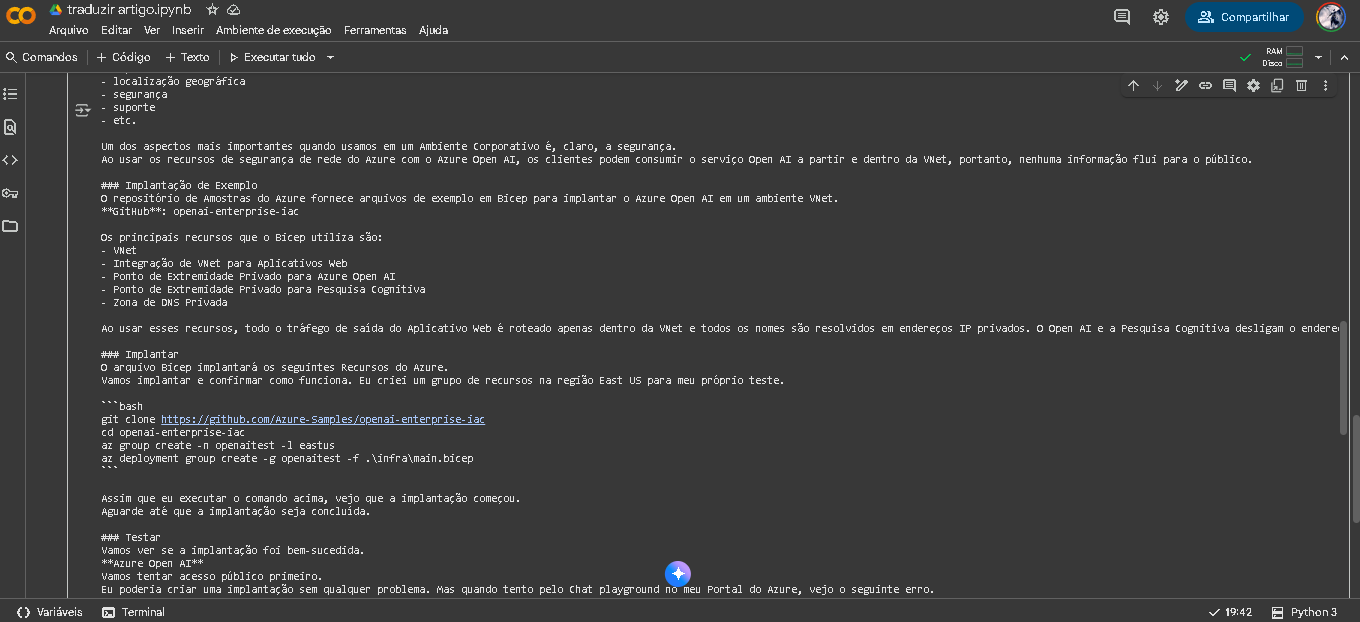 traduzir artigo.ipynb
Arquivo Editar Ver Inserir Ambiente de execução Ferramentas Ajuda
Compartilhar
Comandos + Código + Texto Executar tudo
RAM
Disco
- localização geográfica
- segurança
- suporte
- etc.
Um dos aspectos mais importantes quando usamos em um Ambiente Corporativo é, claro, a segurança.
Ao usar os recursos de segurança de rede do Azure com o Azure Open AI, os clientes podem consumir o serviço Open AI a partir e dentro da VNet, portanto, nenhuma informação flui para o público.
### Implantação de Exemplo
O repositório de Amostras do Azure fornece arquivos de exemplo em Bicep para implantar o Azure Open AI em um ambiente VNet.
**GitHub**: openai-enterprise-iac
Os principais recursos que o Bicep utiliza são:
- VNet
- Integração de VNet para Aplicativos Web
- Ponto de Extremidade Privado para Azure Open AI
- Ponto de Extremidade Privado para Pesquisa Cognitiva
- Zona de DNS Privada
Ao usar esses recursos, todo o tráfego de saída do Aplicativo Web é roteado apenas dentro da VNet e todos os nomes são resolvidos em endereços IP privados. O Open AI e a Pesquisa Cognitiva desligam o endere
### Implantar
O arquivo Bicep implantará os seguintes Recursos do Azure.
Vamos implantar e confirmar como funciona. Eu criei um grupo de recursos na região East US para meu próprio teste.
```bash
git clone https://github.com/Azure-Samples/openai-enterprise-iac
cd openai-enterprise-iac
az group create -n openaitest -l eastus
az deployment group create -g openaitest -f .\infra\main.bicep
```
Assim que eu executar o comando acima, vejo que a implantação começou.
Aguarde até que a implantação seja concluída.
### Testar
Vamos ver se a implantação foi bem-sucedida.
**Azure Open AI**
Vamos tentar acesso público primeiro.
Eu poderia criar uma implantação sem qualquer problema. Mas quando tento pelo Chat playground no meu Portal do Azure, vejo o seguinte erro.
Variáveis Terminal
19:42 Python 3